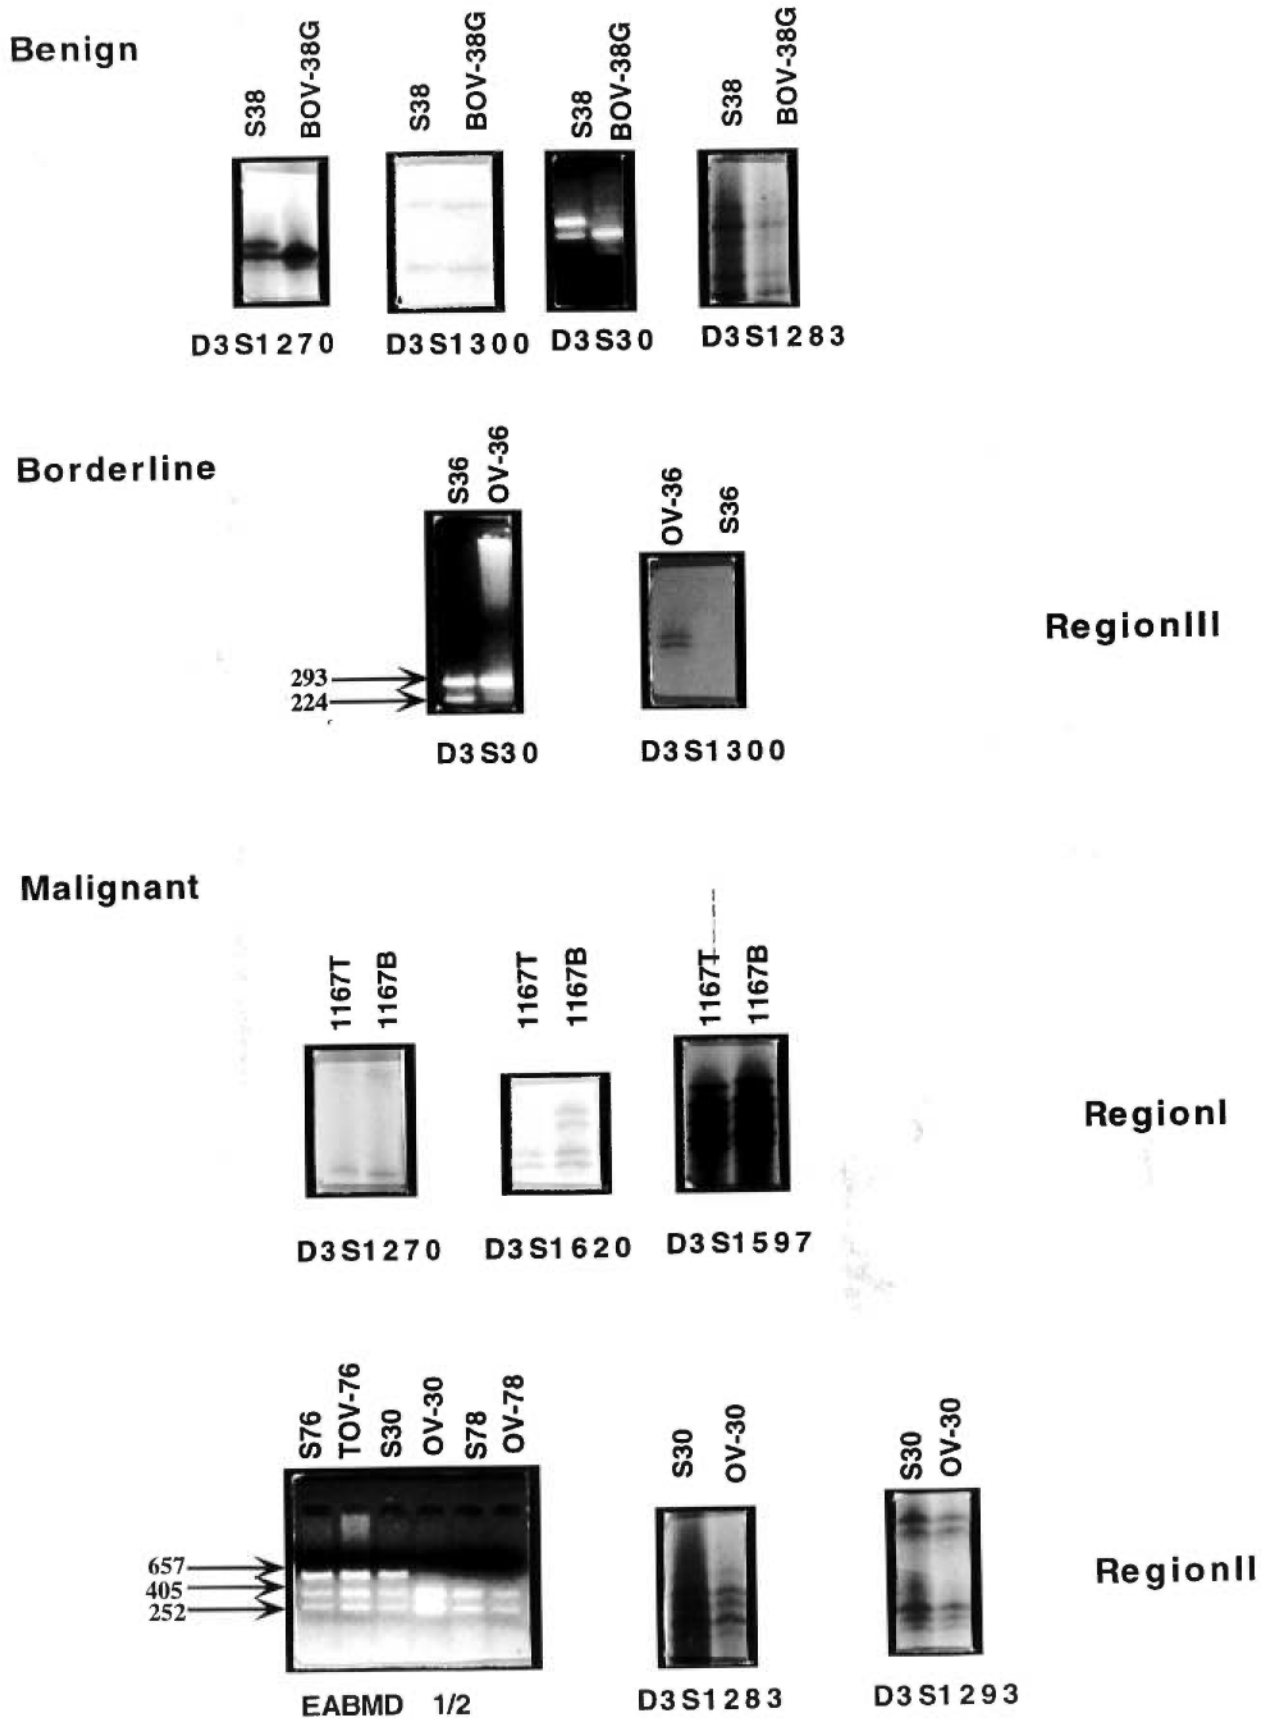 Benign
S38 BOV-38G S38 BOV-38G S38 BOV-38G S38 BOV-38G
D3S1270 D3S1300 D3S30 D3S1283
Borderline
S36 OV-36 OV-36 S36
RegionIII
293
224
D3S30 D3S1300
Malignant
1167T 1167B 1167T 1167B 1167T 1167B
RegionI
D3S1270 D3S1620 D3S1597
S76 TOV-76 S30 OV-30 S78 OV-78 S30 OV-30 S30 OV-30
657
405
252
RegionII
EABMD 1/2 D3S1283 D3S1293